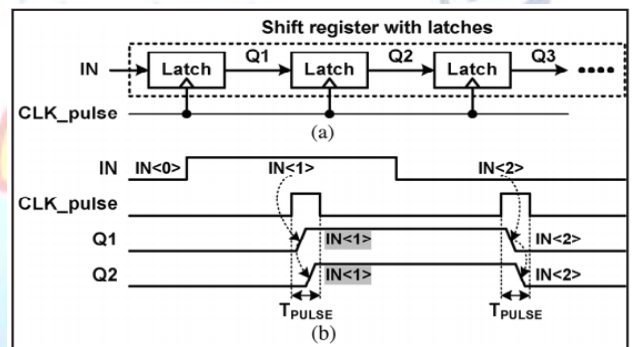 Shift register with latches
IN Latch Q1 Latch Q2 Latch Q3
CLK_pulse
(a)
IN IN<0> IN<1> IN<2>
CLK_pulse
Q1 IN<1> IN<2>
Q2 IN<1> IN<2>
TPULSE TPULSE
(b)